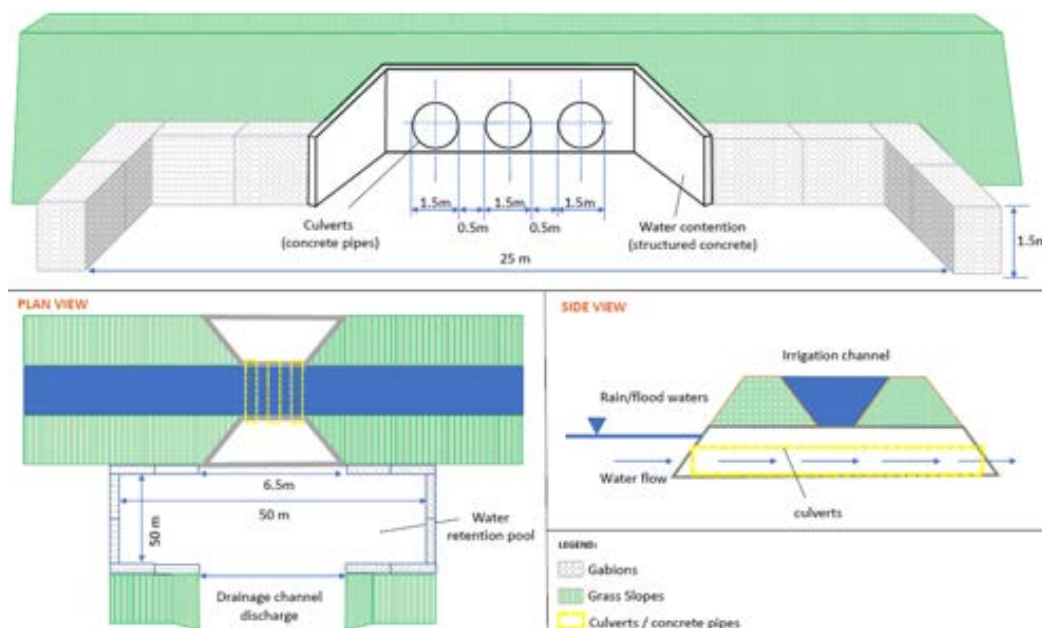 1.5m
1.5m
1.5m
0.5m
0.5m
Culverts
(concrete pipes)
Water contention
(structured concrete)
1.5m
25 m
PLAN VIEW
6.5m
50 m
50 m
Water
retention pool
Drainage channel
discharge
SIDE VIEW
Irrigation channel
Rain/flood waters
Water flow
culverts
LEGEND:
Gabions
Grass Slopes
Culverts / concrete pipes